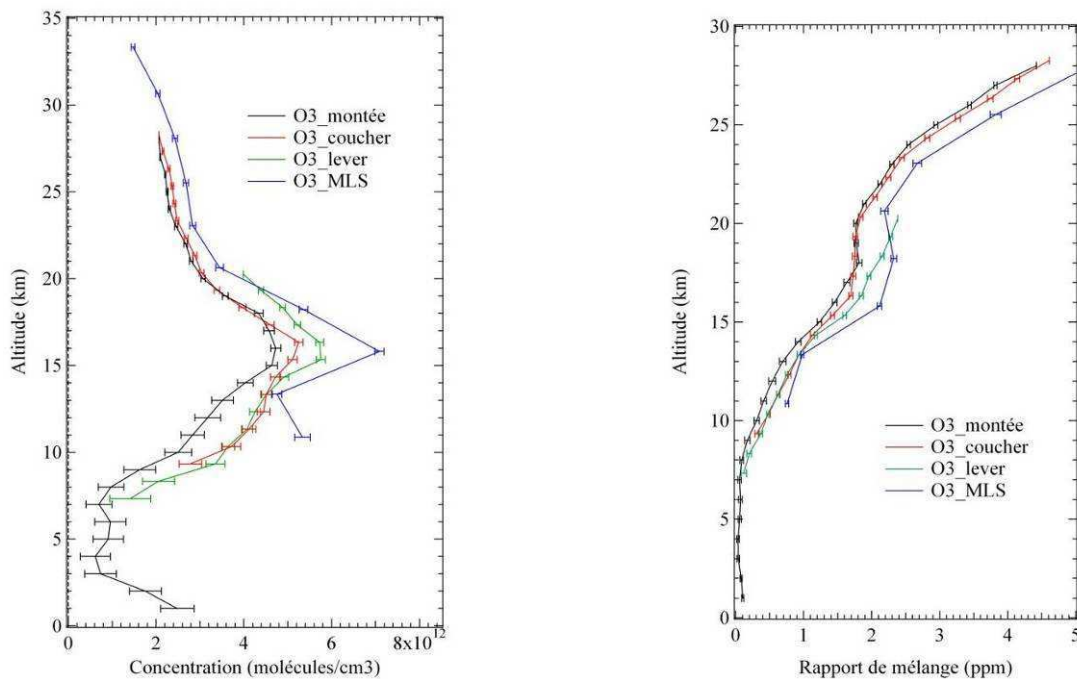 35
30
25
20
15
10
5
0
Altitude (km)
O3_montée
O3_coucher
O3_lever
O3_MLS
0
2
4
6
8x10^12
Concentration (molécules/cm3)
30
25
20
15
10
5
0
Altitude (km)
O3_montée
O3_coucher
O3_lever
O3_MLS
0
1
2
3
4
5
Rapport de mélange (ppm)